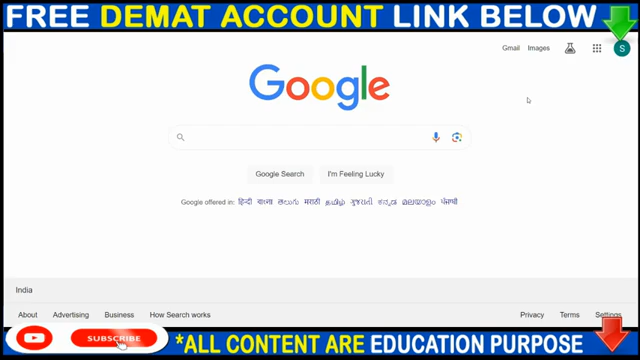 FREE DEMAT ACCOUNT LINK BELOW
Gmail Images S
Google
Google Search I'm Feeling Lucky
Google offered in: हिन्दी বাংলা తెలుగు मराठी தமிழ் ગુજરાતી ಕನ್ನಡ മലയാളം ਪੰਜਾਬੀ
India
About Advertising Business How Search works Privacy Terms Settings
SUBSCRIBE
*ALL CONTENT ARE EDUCATION PURPOSE